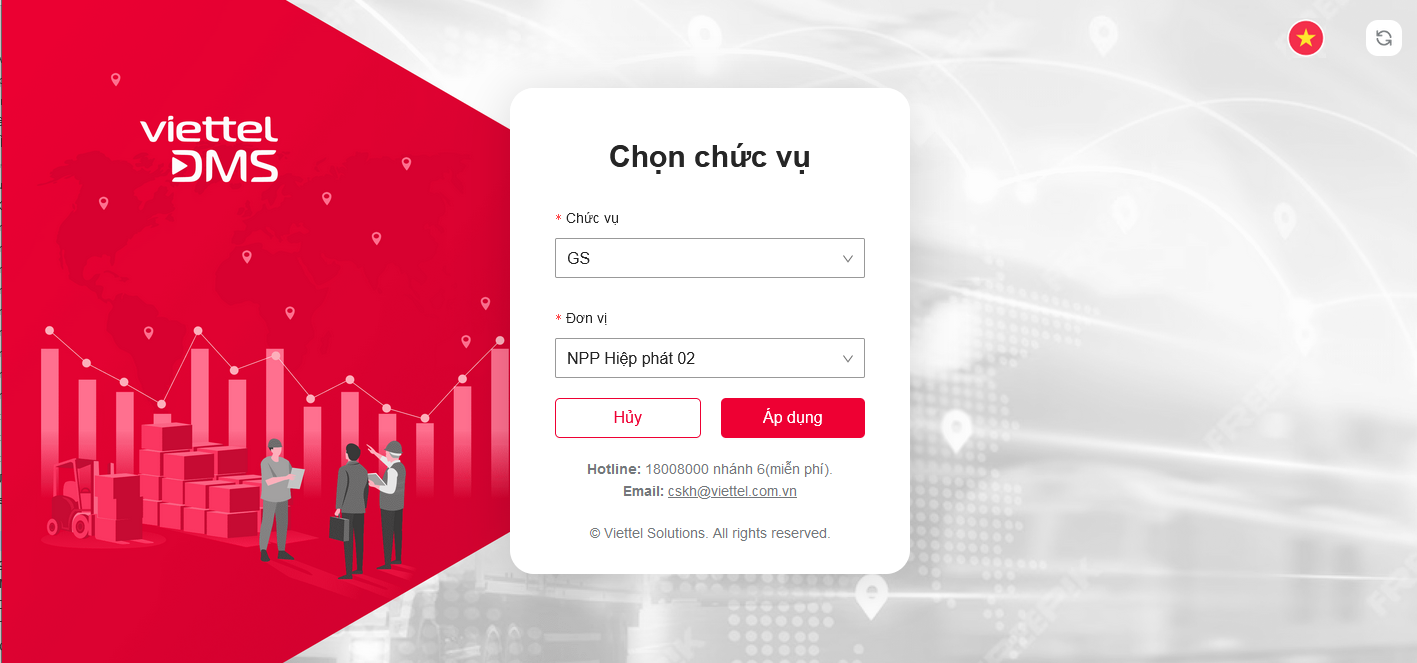 viettel
DMS
Chọn chức vụ
* Chức vụ
GS
* Đơn vị
NPP Hiệp phát 02
Hủy
Áp dụng
Hotline: 18008000 nhánh 6(miễn phí).
Email: cskh@viettel.com.vn
© Viettel Solutions. All rights reserved.